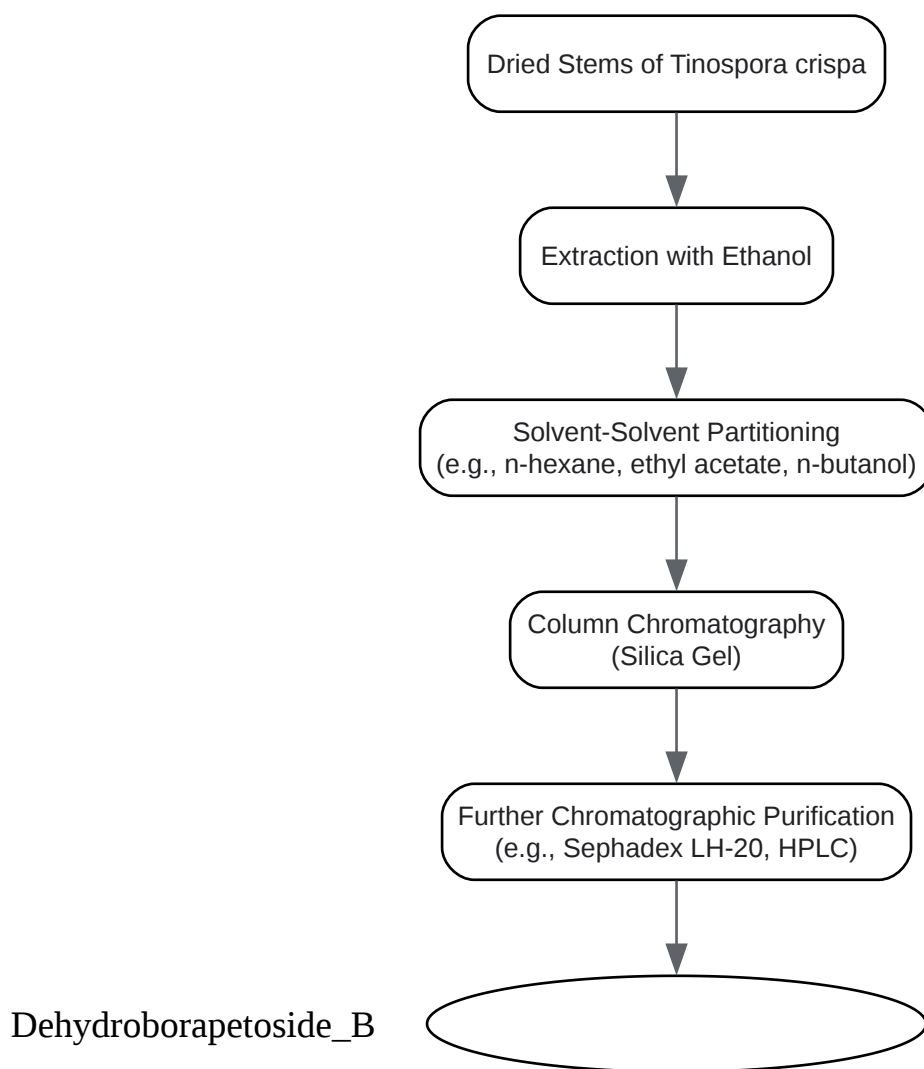 Dried Stems of Tinospora crispa
Extraction with Ethanol
Solvent-Solvent Partitioning
(e.g., n-hexane, ethyl acetate, n-butanol)
Column Chromatography
(Silica Gel)
Further Chromatographic Purification
(e.g., Sephadex LH-20, HPLC)
Dehydroborapetoside_B